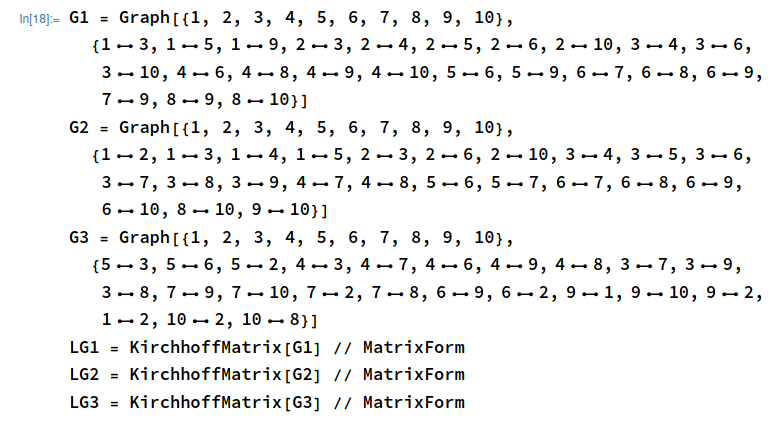 In[18]:= G1 = Graph[{1, 2, 3, 4, 5, 6, 7, 8, 9, 10},
{1 ⊷ 3, 1 ⊷ 5, 1 ⊷ 9, 2 ⊷ 3, 2 ⊷ 4, 2 ⊷ 5, 2 ⊷ 6, 2 ⊷ 10, 3 ⊷ 4, 3 ⊷ 6,
3 ⊷ 10, 4 ⊷ 6, 4 ⊷ 8, 4 ⊷ 9, 4 ⊷ 10, 5 ⊷ 6, 5 ⊷ 9, 6 ⊷ 7, 6 ⊷ 8, 6 ⊷ 9,
7 ⊷ 9, 8 ⊷ 9, 8 ⊷ 10}]
G2 = Graph[{1, 2, 3, 4, 5, 6, 7, 8, 9, 10},
{1 ⊷ 2, 1 ⊷ 3, 1 ⊷ 4, 1 ⊷ 5, 2 ⊷ 3, 2 ⊷ 6, 2 ⊷ 10, 3 ⊷ 4, 3 ⊷ 5, 3 ⊷ 6,
3 ⊷ 7, 3 ⊷ 8, 3 ⊷ 9, 4 ⊷ 7, 4 ⊷ 8, 5 ⊷ 6, 5 ⊷ 7, 6 ⊷ 7, 6 ⊷ 8, 6 ⊷ 9,
6 ⊷ 10, 8 ⊷ 10, 9 ⊷ 10}]
G3 = Graph[{1, 2, 3, 4, 5, 6, 7, 8, 9, 10},
{5 ⊷ 3, 5 ⊷ 6, 5 ⊷ 2, 4 ⊷ 3, 4 ⊷ 7, 4 ⊷ 6, 4 ⊷ 9, 4 ⊷ 8, 3 ⊷ 7, 3 ⊷ 9,
3 ⊷ 8, 7 ⊷ 9, 7 ⊷ 10, 7 ⊷ 2, 7 ⊷ 8, 6 ⊷ 9, 6 ⊷ 2, 9 ⊷ 1, 9 ⊷ 10, 9 ⊷ 2,
1 ⊷ 2, 10 ⊷ 2, 10 ⊷ 8}]
LG1 = KirchhoffMatrix[G1] // MatrixForm
LG2 = KirchhoffMatrix[G2] // MatrixForm
LG3 = KirchhoffMatrix[G3] // MatrixForm